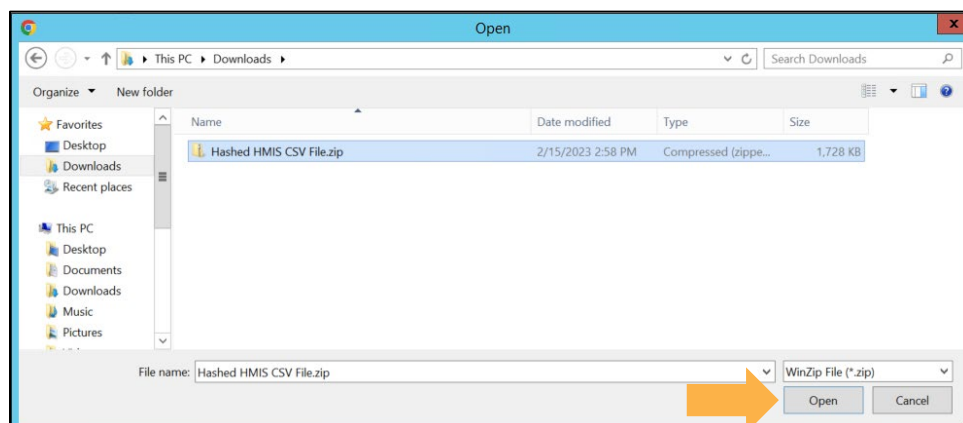 Open
x
This PC ▸ Downloads ▸
Search Downloads
Organize ▾ New folder
Name Date modified Type Size
Favorites
Desktop
Downloads
Recent places
Hashed HMIS CSV File.zip 2/15/2023 2:58 PM Compressed (zippe... 1,728 KB
This PC
Desktop
Documents
Downloads
Music
Pictures
File name: Hashed HMIS CSV File.zip WinZip File (*.zip)
Open Cancel